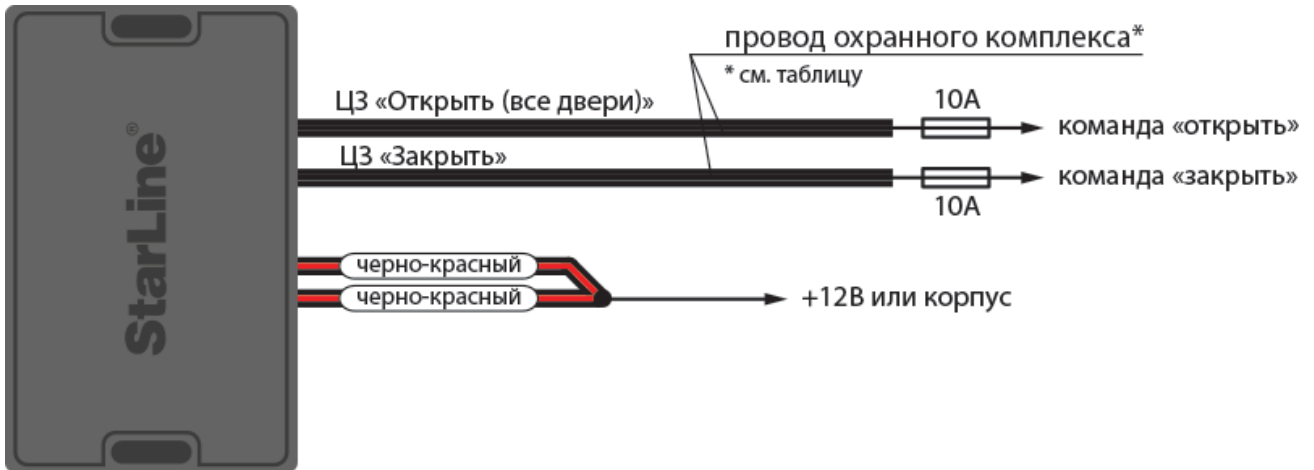 StarLine®
провод охранного комплекса*
* см. таблицу
ЦЗ «Открыть (все двери)»
10А
команда «открыть»
ЦЗ «Закрыть»
команда «закрыть»
10А
черно-красный
черно-красный
+12В или корпус